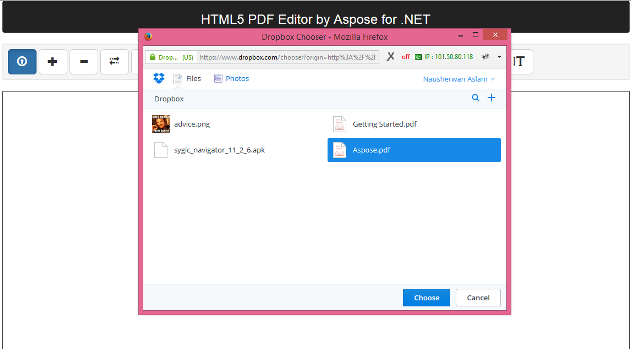 HTML5 PDF Editor by Aspose for .NET
Dropbox Chooser - Mozilla Firefox
Drop... (US) https://www.dropbox.com/chooser?origin=http%3A%2F%2F X off IP : 101.50.80.118
Files Photos Nausherwan Aslam
Dropbox
advice.png Getting Started.pdf
sygic_navigator_11_2_6.apk Aspose.pdf
Choose Cancel
T